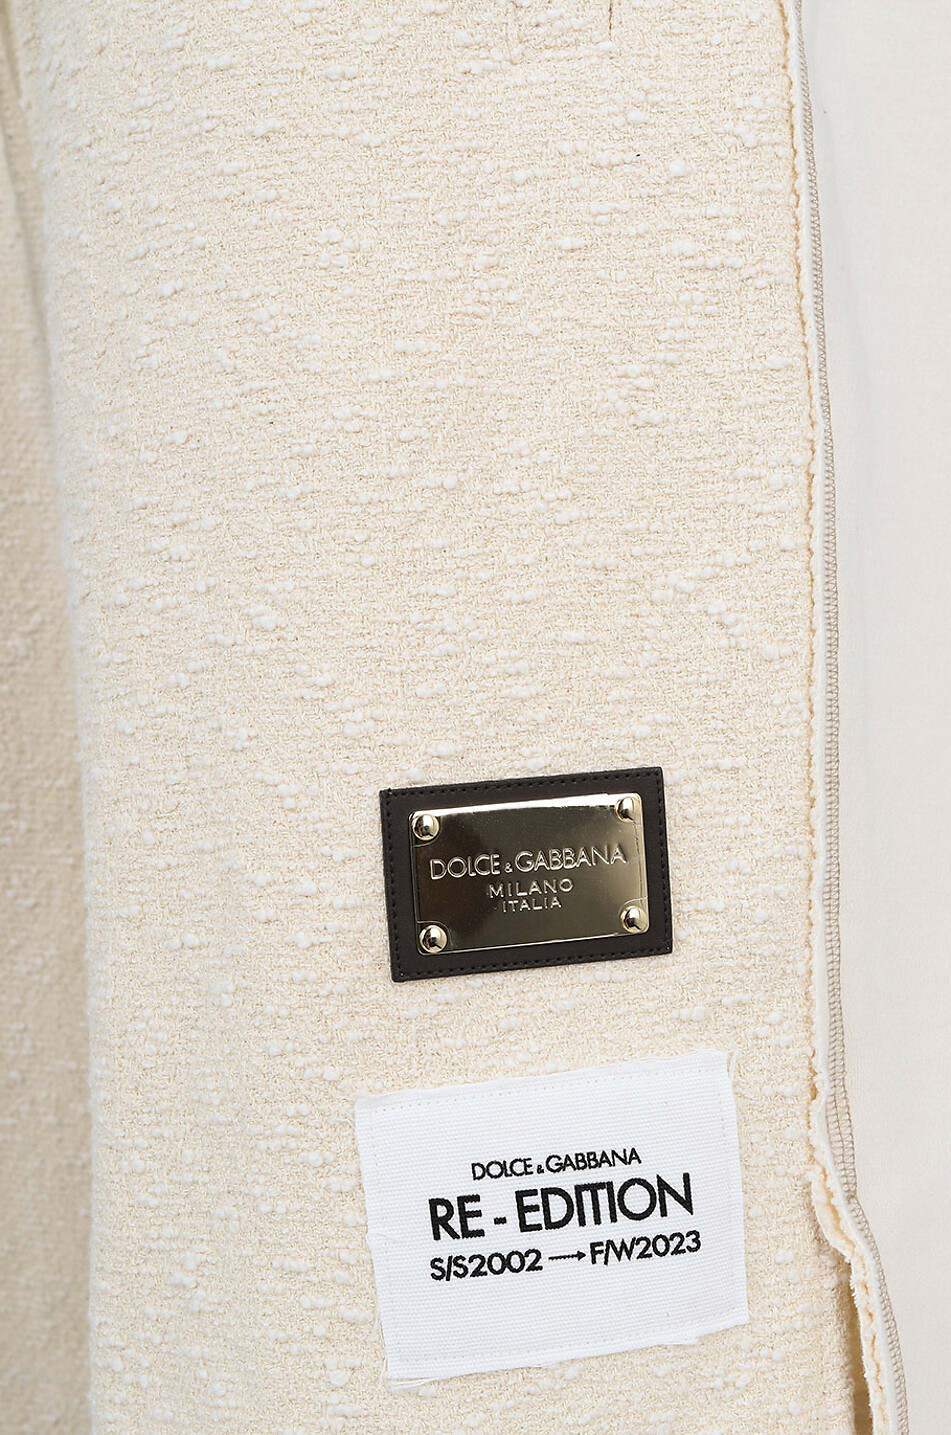 DOLCE & GABBANA
MILANO
ITALIA
DOLCE & GABBANA
RE - EDITION
S/S2002 → F/W2023